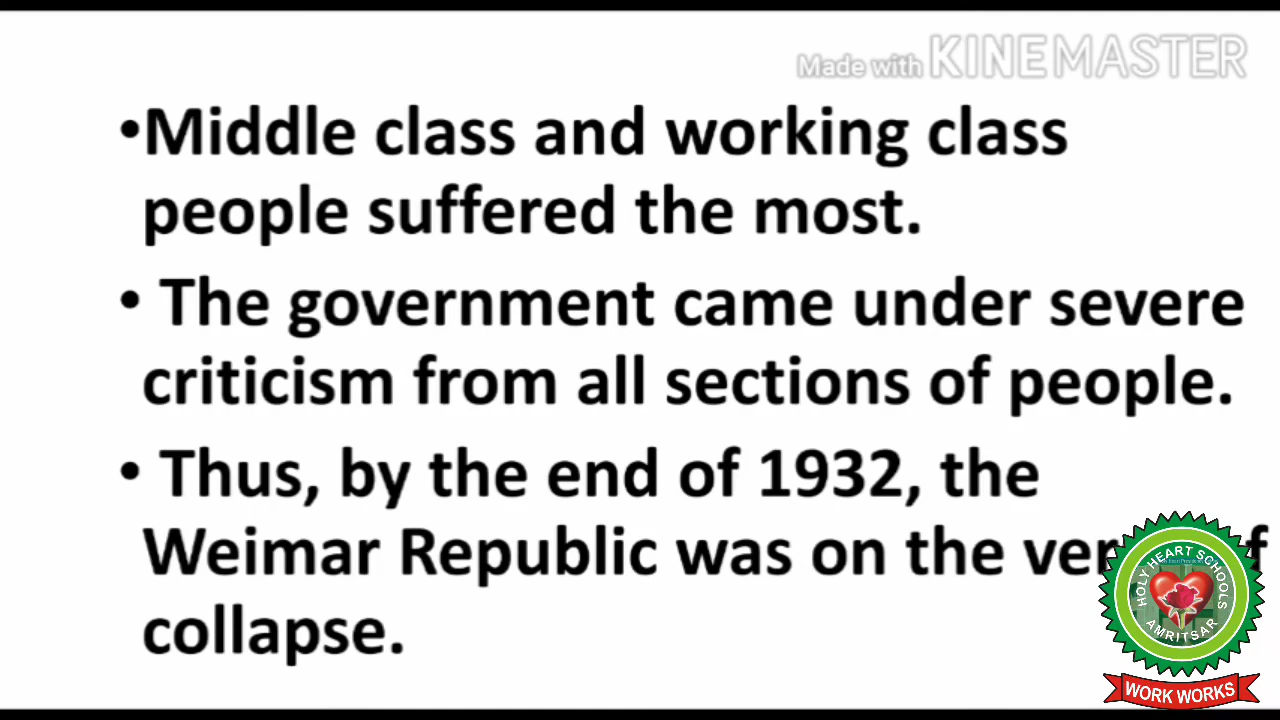 Made with KINEMASTER
•Middle class and working class
people suffered the most.
• The government came under severe
criticism from all sections of people.
• Thus, by the end of 1932, the
Weimar Republic was on the
collapse.
HOLY HEART SCHOOLS
AMRITSAR
WORK WORKS